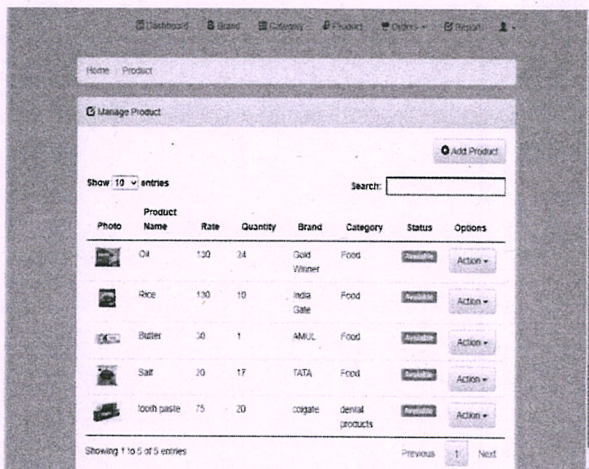 Dashboard Brand Category Product Orders Report
Home Product
Manage Product
Add Product
Show 10 entries
Search:
Photo Product Name Rate Quantity Brand Category Status Options
Oil 130 24 Gold Winner Food Available Action
Rice 130 10 India Gate Food Available Action
Butter 30 1 AMUL Food Available Action
Salt 20 17 TATA Food Available Action
tooth paste 75 20 colgate dental products Available Action
Showing 1 to 5 of 5 entries
Previous 1 Next